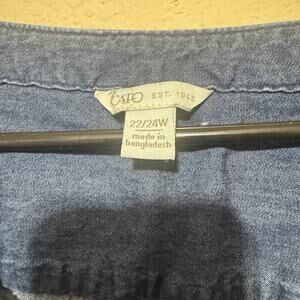 CATO EST. 1946
22/24W
made in
bangladesh